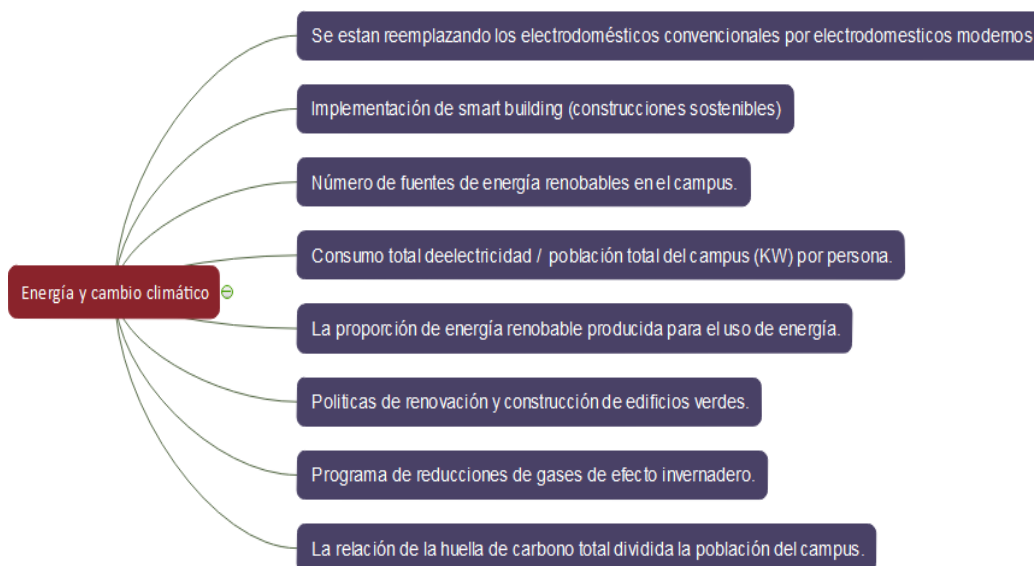 Se estan reemplazando los electrodomésticos convencionales por electrodomesticos modernos
Implementación de smart building (construcciones sostenibles)
Número de fuentes de energía renobables en el campus.
Consumo total deelectricidad / población total del campus (KW) por persona.
Energía y cambio climático
La proporción de energía renobable producida para el uso de energía.
Politicas de renovación y construcción de edificios verdes.
Programa de reducciones de gases de efecto invernadero.
La relación de la huella de carbono total dividida la población del campus.